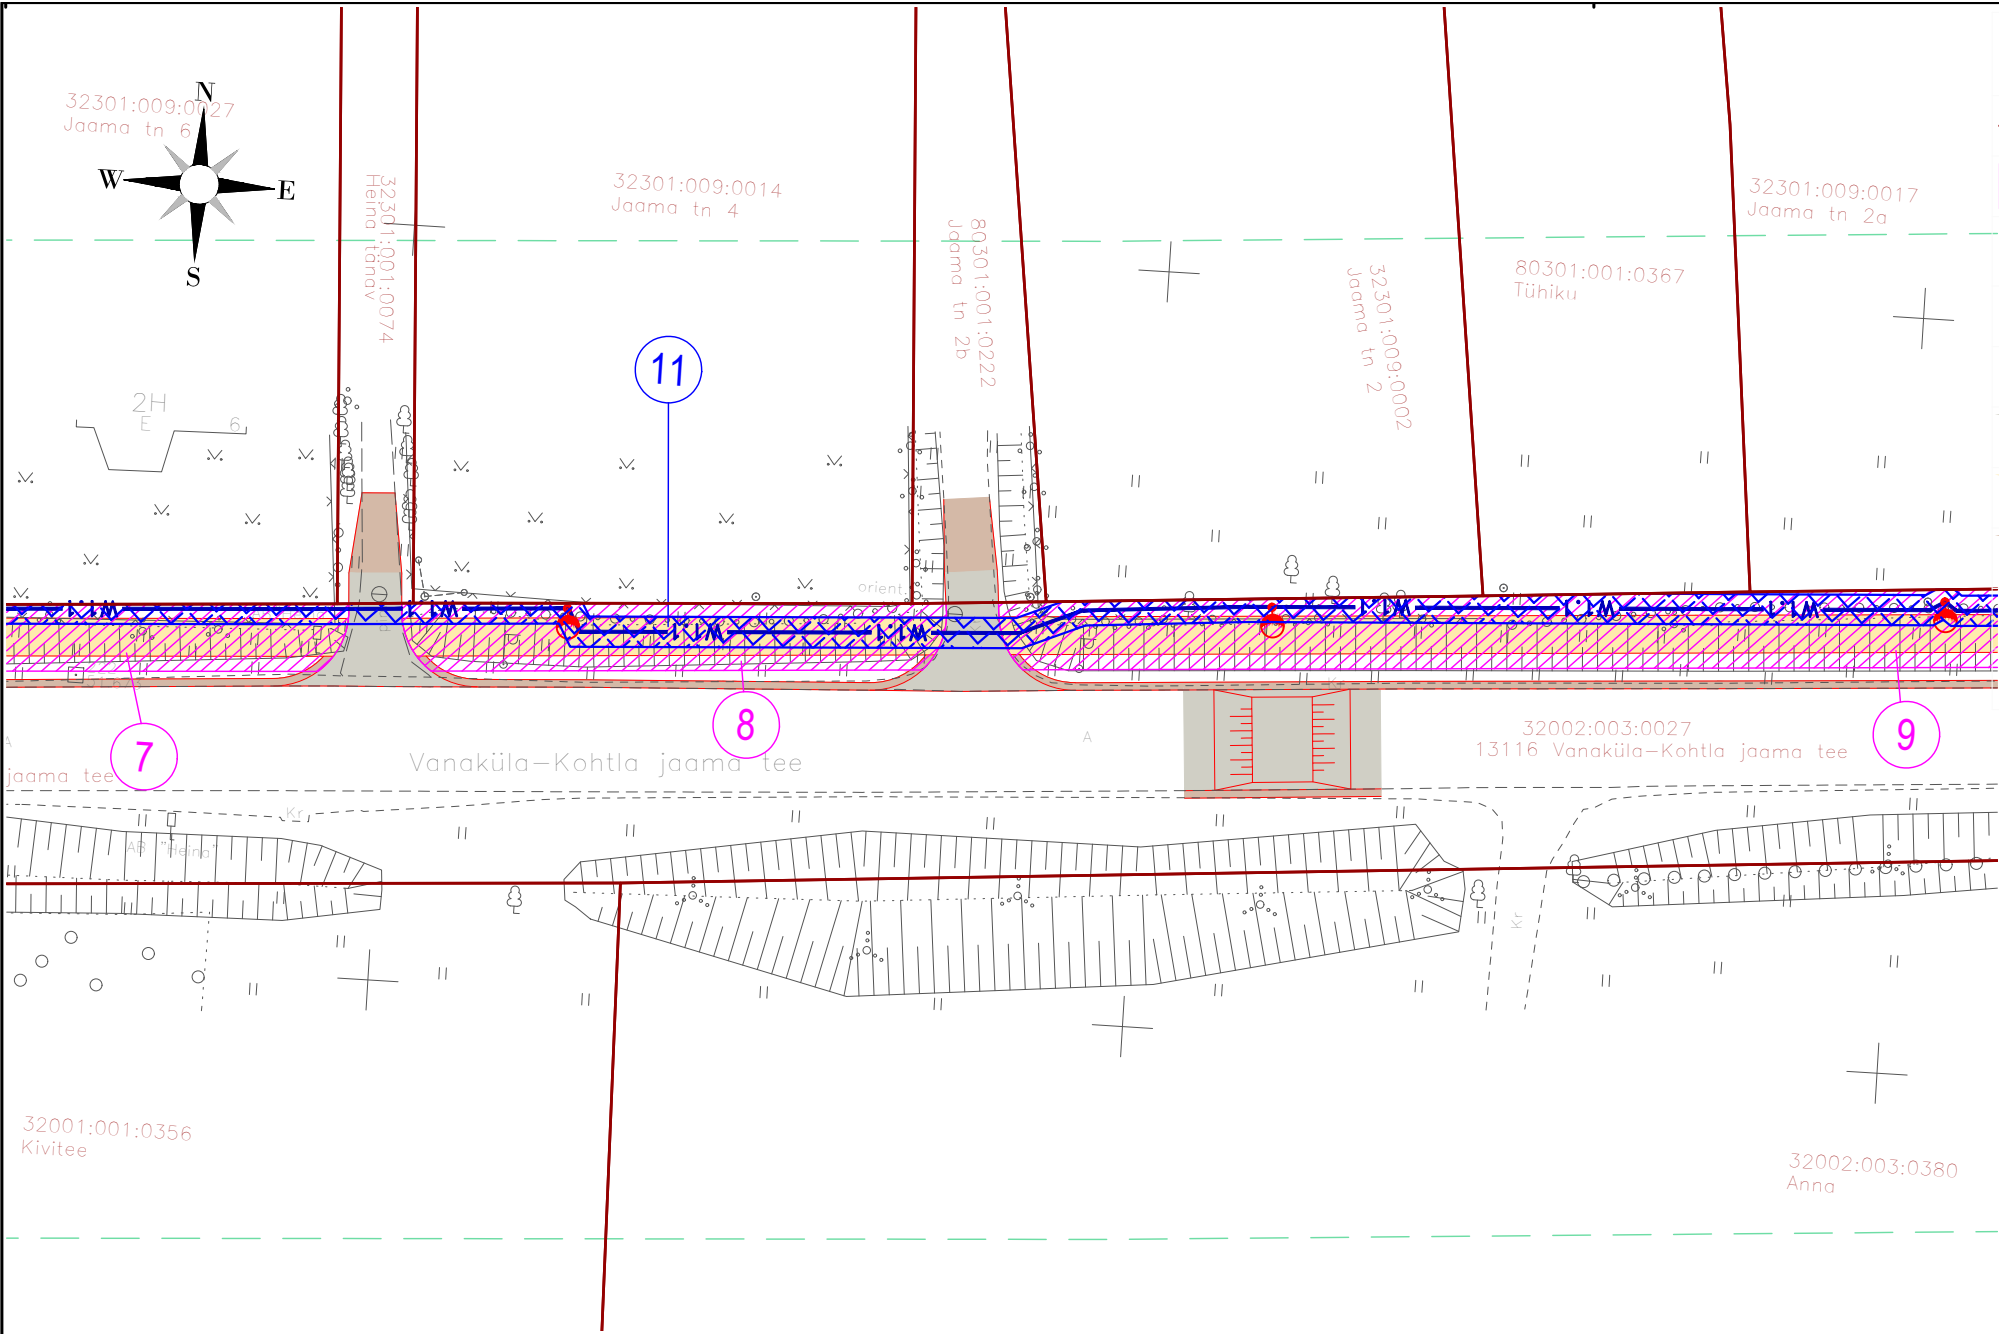 N
W
E
S
32301:009:0027
Jaama tn 6
32301:001:0074
Heina tänav
32301:009:0014
Jaama tn 4
80301:001:0222
Jaama tn 2b
32301:009:0002
Jaama tn 2
80301:001:0367
Tühiku
32301:009:0017
Jaama tn 2a
11
2H
E
6
orient.
7
8
9
Vanaküla-Kohtla jaama tee
A
32002:003:0027
13116 Vanaküla-Kohtla jaama tee
jaama tee
Kr
AB "Heina"
Kr
32001:001:0356
Kivitee
32002:003:0380
Anna